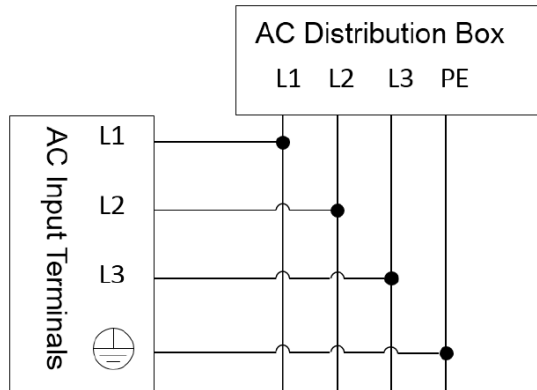 AC Distribution Box
L1 L2 L3 PE
AC Input Terminals
L1
L2
L3